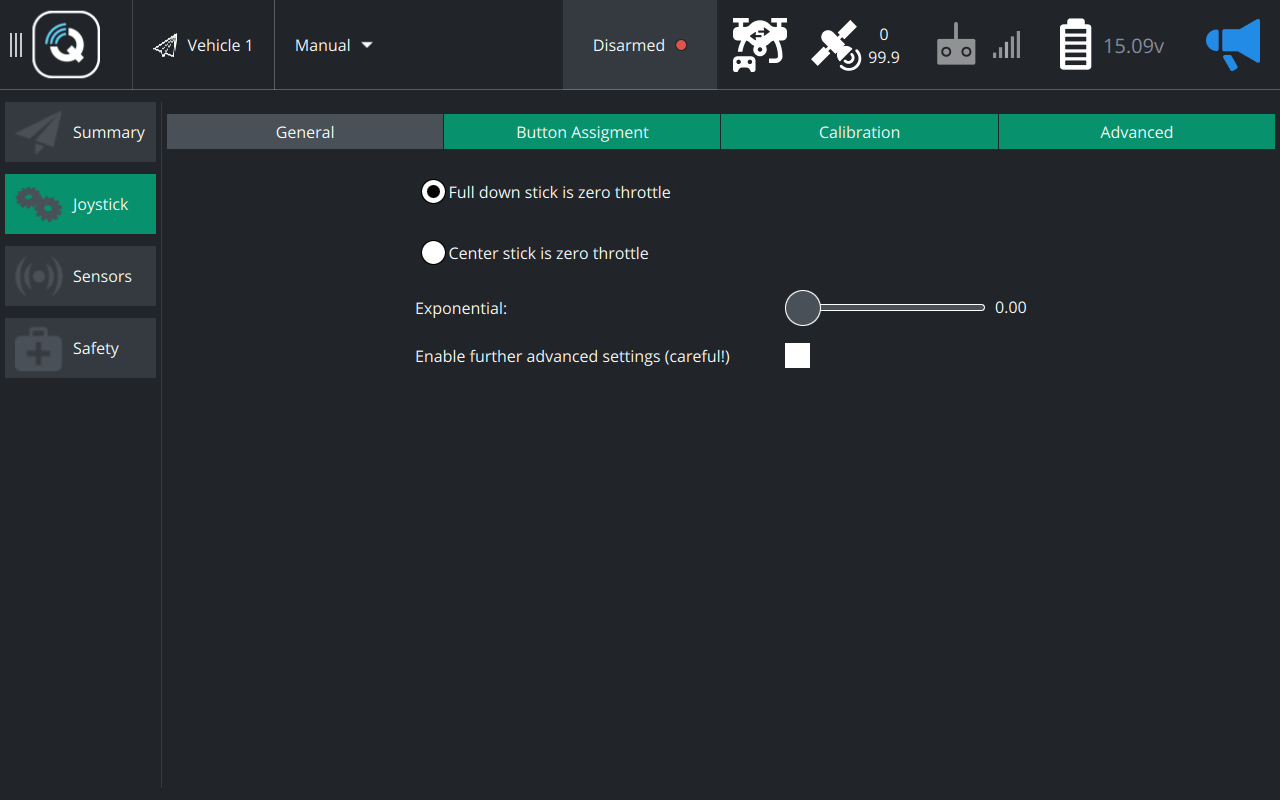 Vehicle 1
Manual
Disarmed
0
99.9
15.09v
Summary
Joystick
Sensors
Safety
General
Button Assigment
Calibration
Advanced
Full down stick is zero throttle
Center stick is zero throttle
Exponential:
0.00
Enable further advanced settings (careful!)